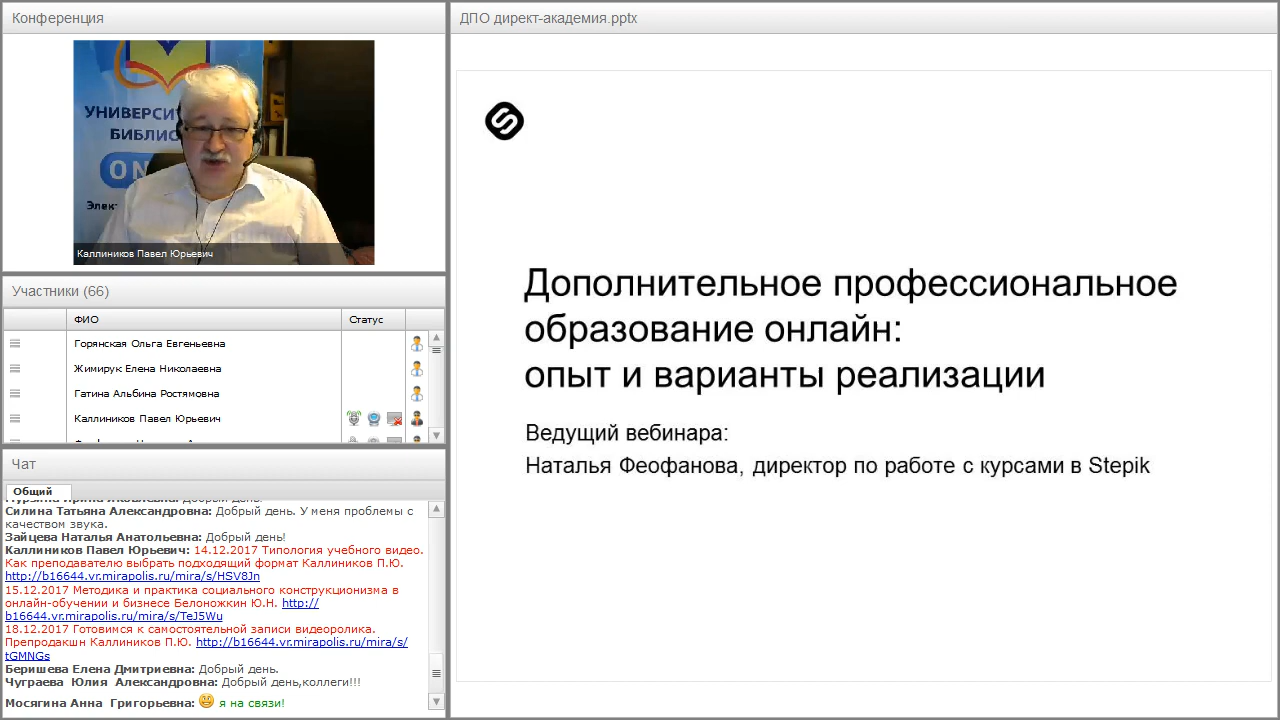 Конференция
УНИВЕРСИ
БИБЛИО
ON
Элек
Каллиников Павел Юрьевич
Участники (66)
ФИО
Статус
Горянская Ольга Евгеньевна
Жимирук Елена Николаевна
Гатина Альбина Ростямовна
Каллиников Павел Юрьевич
Чат
Общий
Добрый день!
Силина Татьяна Александровна: Добрый день. У меня проблемы с
качеством звука.
Зайцева Наталья Анатольевна: Добрый день!
Каллиников Павел Юрьевич: 14.12.2017 Типология учебного видео.
Как преподавателю выбрать подходящий формат Каллиников П.Ю.
http://b16644.vr.mirapolis.ru/mira/s/HSV8Jn
15.12.2017 Методика и практика социального конструкционизма в
онлайн-обучении и бизнесе Белоножкин Ю.Н. http://
b16644.vr.mirapolis.ru/mira/s/TeJ5Wu
18.12.2017 Готовимся к самостоятельной записи видеоролика.
Препродакшн Каллиников П.Ю. http://b16644.vr.mirapolis.ru/mira/s/
tGMNGs
Беришева Елена Дмитриевна: Добрый день.
Чуграева Юлия Александровна: Добрый день,коллеги!!!
Мосягина Анна Григорьевна: я на связи!
ДПО директ-академия.pptx
Дополнительное профессиональное
образование онлайн:
опыт и варианты реализации
Ведущий вебинара:
Наталья Феофанова, директор по работе с курсами в Stepik